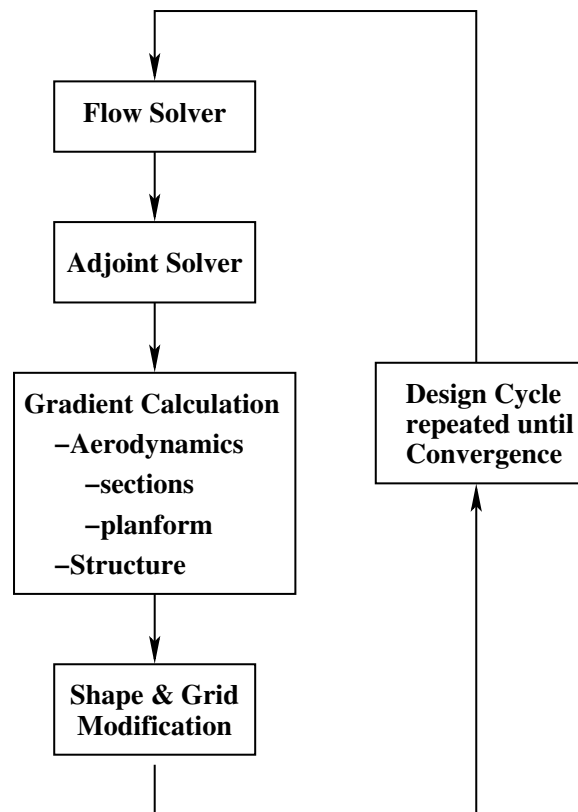 Flow Solver
Adjoint Solver
Gradient Calculation
–Aerodynamics
–sections
–planform
–Structure
Shape & Grid
Modification
Design Cycle
repeated until
Convergence